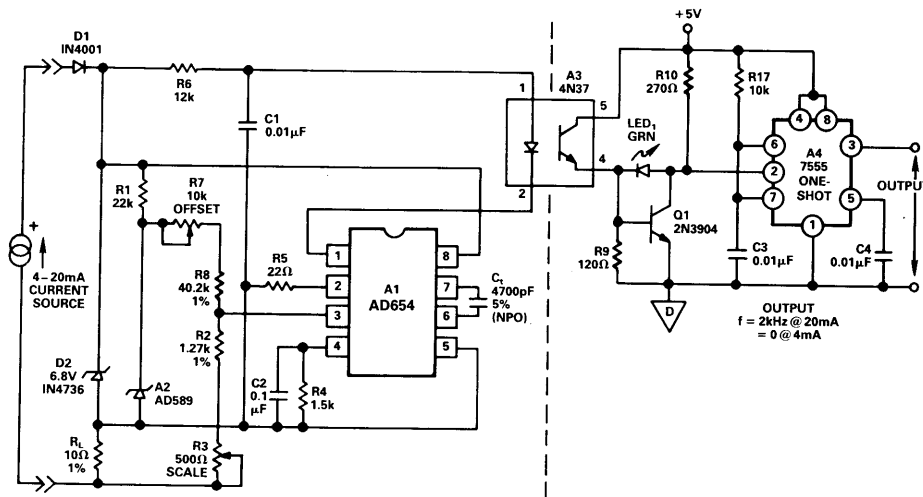 D1
IN4001
R6
12k
C1
0.01μF
A3
4N37
1
5
4
2
+5V
R10
270Ω
R17
10k
LED₁
GRN
4
8
6
2
7
3
5
1
A4
7555
ONE-
SHOT
OUTPUT
R1
22k
R7
10k
OFFSET
Q1
2N3904
R9
120Ω
C3
0.01μF
C4
0.01μF
+
4–20mA
CURRENT
SOURCE
R8
40.2k
1%
R5
22Ω
R2
1.27k
1%
1
2
3
4
8
7
6
5
A1
AD654
Cₜ
4700pF
5%
(NPO)
D
OUTPUT
f = 2kHz @ 20mA
= 0 @ 4mA
D2
6.8V
IN4736
A2
AD589
C2
0.1
μF
R4
1.5k
R_L
10Ω
1%
R3
500Ω
SCALE